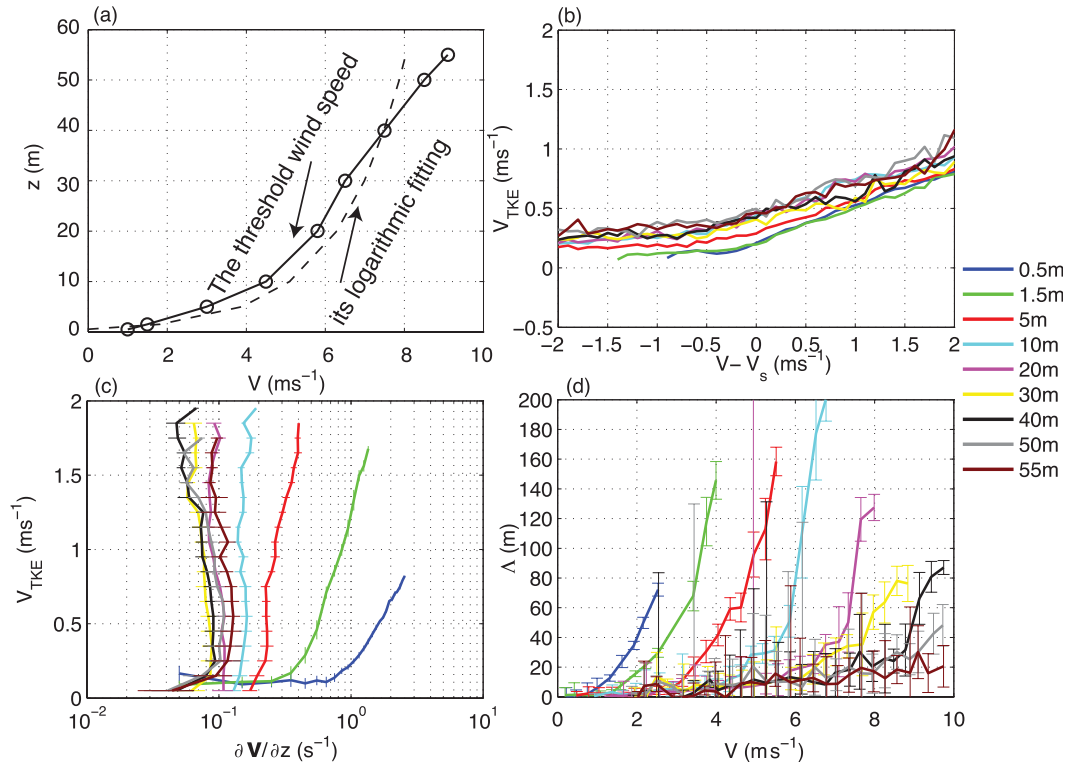 (a)
60
50
40
30
20
10
0
z (m)
0 2 4 6 8 10
V (ms⁻¹)
The threshold wind speed
its logarithmic fitting
(b)
2
1.5
1
0.5
0
−0.5
V_TKE (ms⁻¹)
−2 −1.5 −1 −0.5 0 0.5 1 1.5 2
V− V_s (ms⁻¹)
0.5m
1.5m
5m
10m
20m
30m
40m
50m
55m
(c)
2
1.5
1
0.5
0
V_TKE (ms⁻¹)
10⁻² 10⁻¹ 10⁰ 10¹
∂V/∂z (s⁻¹)
(d)
200
180
160
140
120
100
80
60
40
20
0
Λ (m)
0 2 4 6 8 10
V (ms⁻¹)